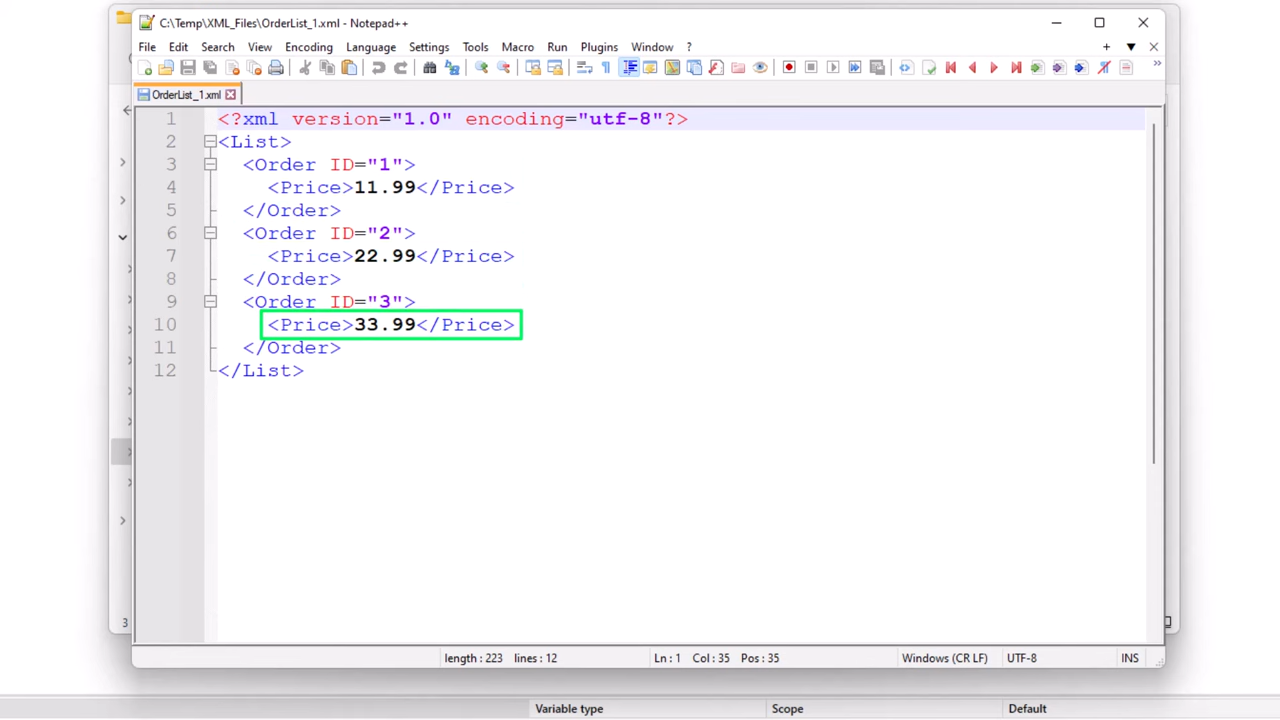 C:\Temp\XML_Files\OrderList_1.xml - Notepad++
File Edit Search View Encoding Language Settings Tools Macro Run Plugins Window ?
OrderList_1.xml
1 <?xml version="1.0" encoding="utf-8"?>
2 <List>
3 <Order ID="1">
4 <Price>11.99</Price>
5 </Order>
6 <Order ID="2">
7 <Price>22.99</Price>
8 </Order>
9 <Order ID="3">
10 <Price>33.99</Price>
11 </Order>
12 </List>
3
length : 223 lines : 12 Ln : 1 Col : 35 Pos : 35 Windows (CR LF) UTF-8 INS
Variable type Scope Default